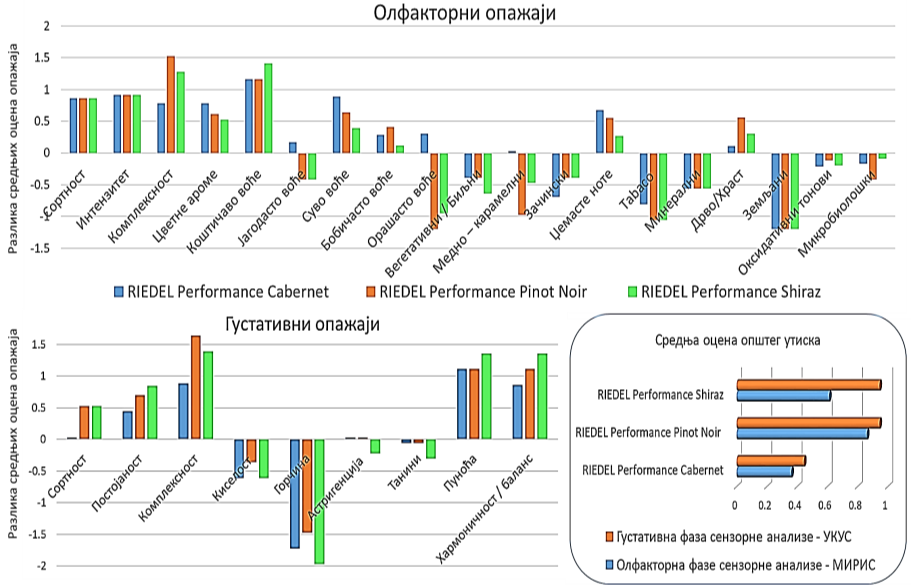 Олфакторни опажаји
Разлика средњих оцена опажаја
2
1.5
1
0.5
0
-0.5
-1
-1.5
Сортност
Интензитет
Комплексност
Цветне ароме
Коштичаво воће
Јагодасто воће
Суво воће
Бобичасто воће
Орашасто воће
Вегетативни / Биљни
Медно – карамелни
Зачински
Џемасте ноте
Tabaco
Минерални
Дрво/Храст
Земљани
Оксидативни тонови
Микробиолошки
RIEDEL Performance Cabernet
RIEDEL Performance Pinot Noir
RIEDEL Performance Shiraz
Густативни опажаји
Разлика средњих оцена опажаја
1.5
1
0.5
0
-0.5
-1
-1.5
-2
Сортност
Постојаност
Комплексност
Киселост
Горчина
Астригенција
Танини
Пуноћа
Хармоничност / баланс
Средња оцена општег утиска
RIEDEL Performance Shiraz
RIEDEL Performance Pinot Noir
RIEDEL Performance Cabernet
0 0.2 0.4 0.6 0.8 1
Густативна фаза сензорне анализе - УКУС
Олфакторна фазе сензорне анализе - МИРИС